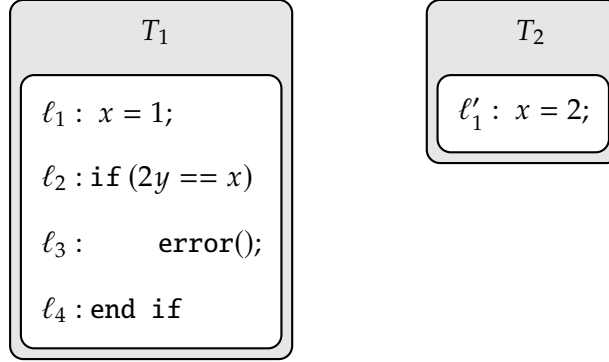 T₁
ℓ₁ : x = 1;
ℓ₂ : if (2y == x)
ℓ₃ : error();
ℓ₄ : end if
T₂
ℓ′₁ : x = 2;